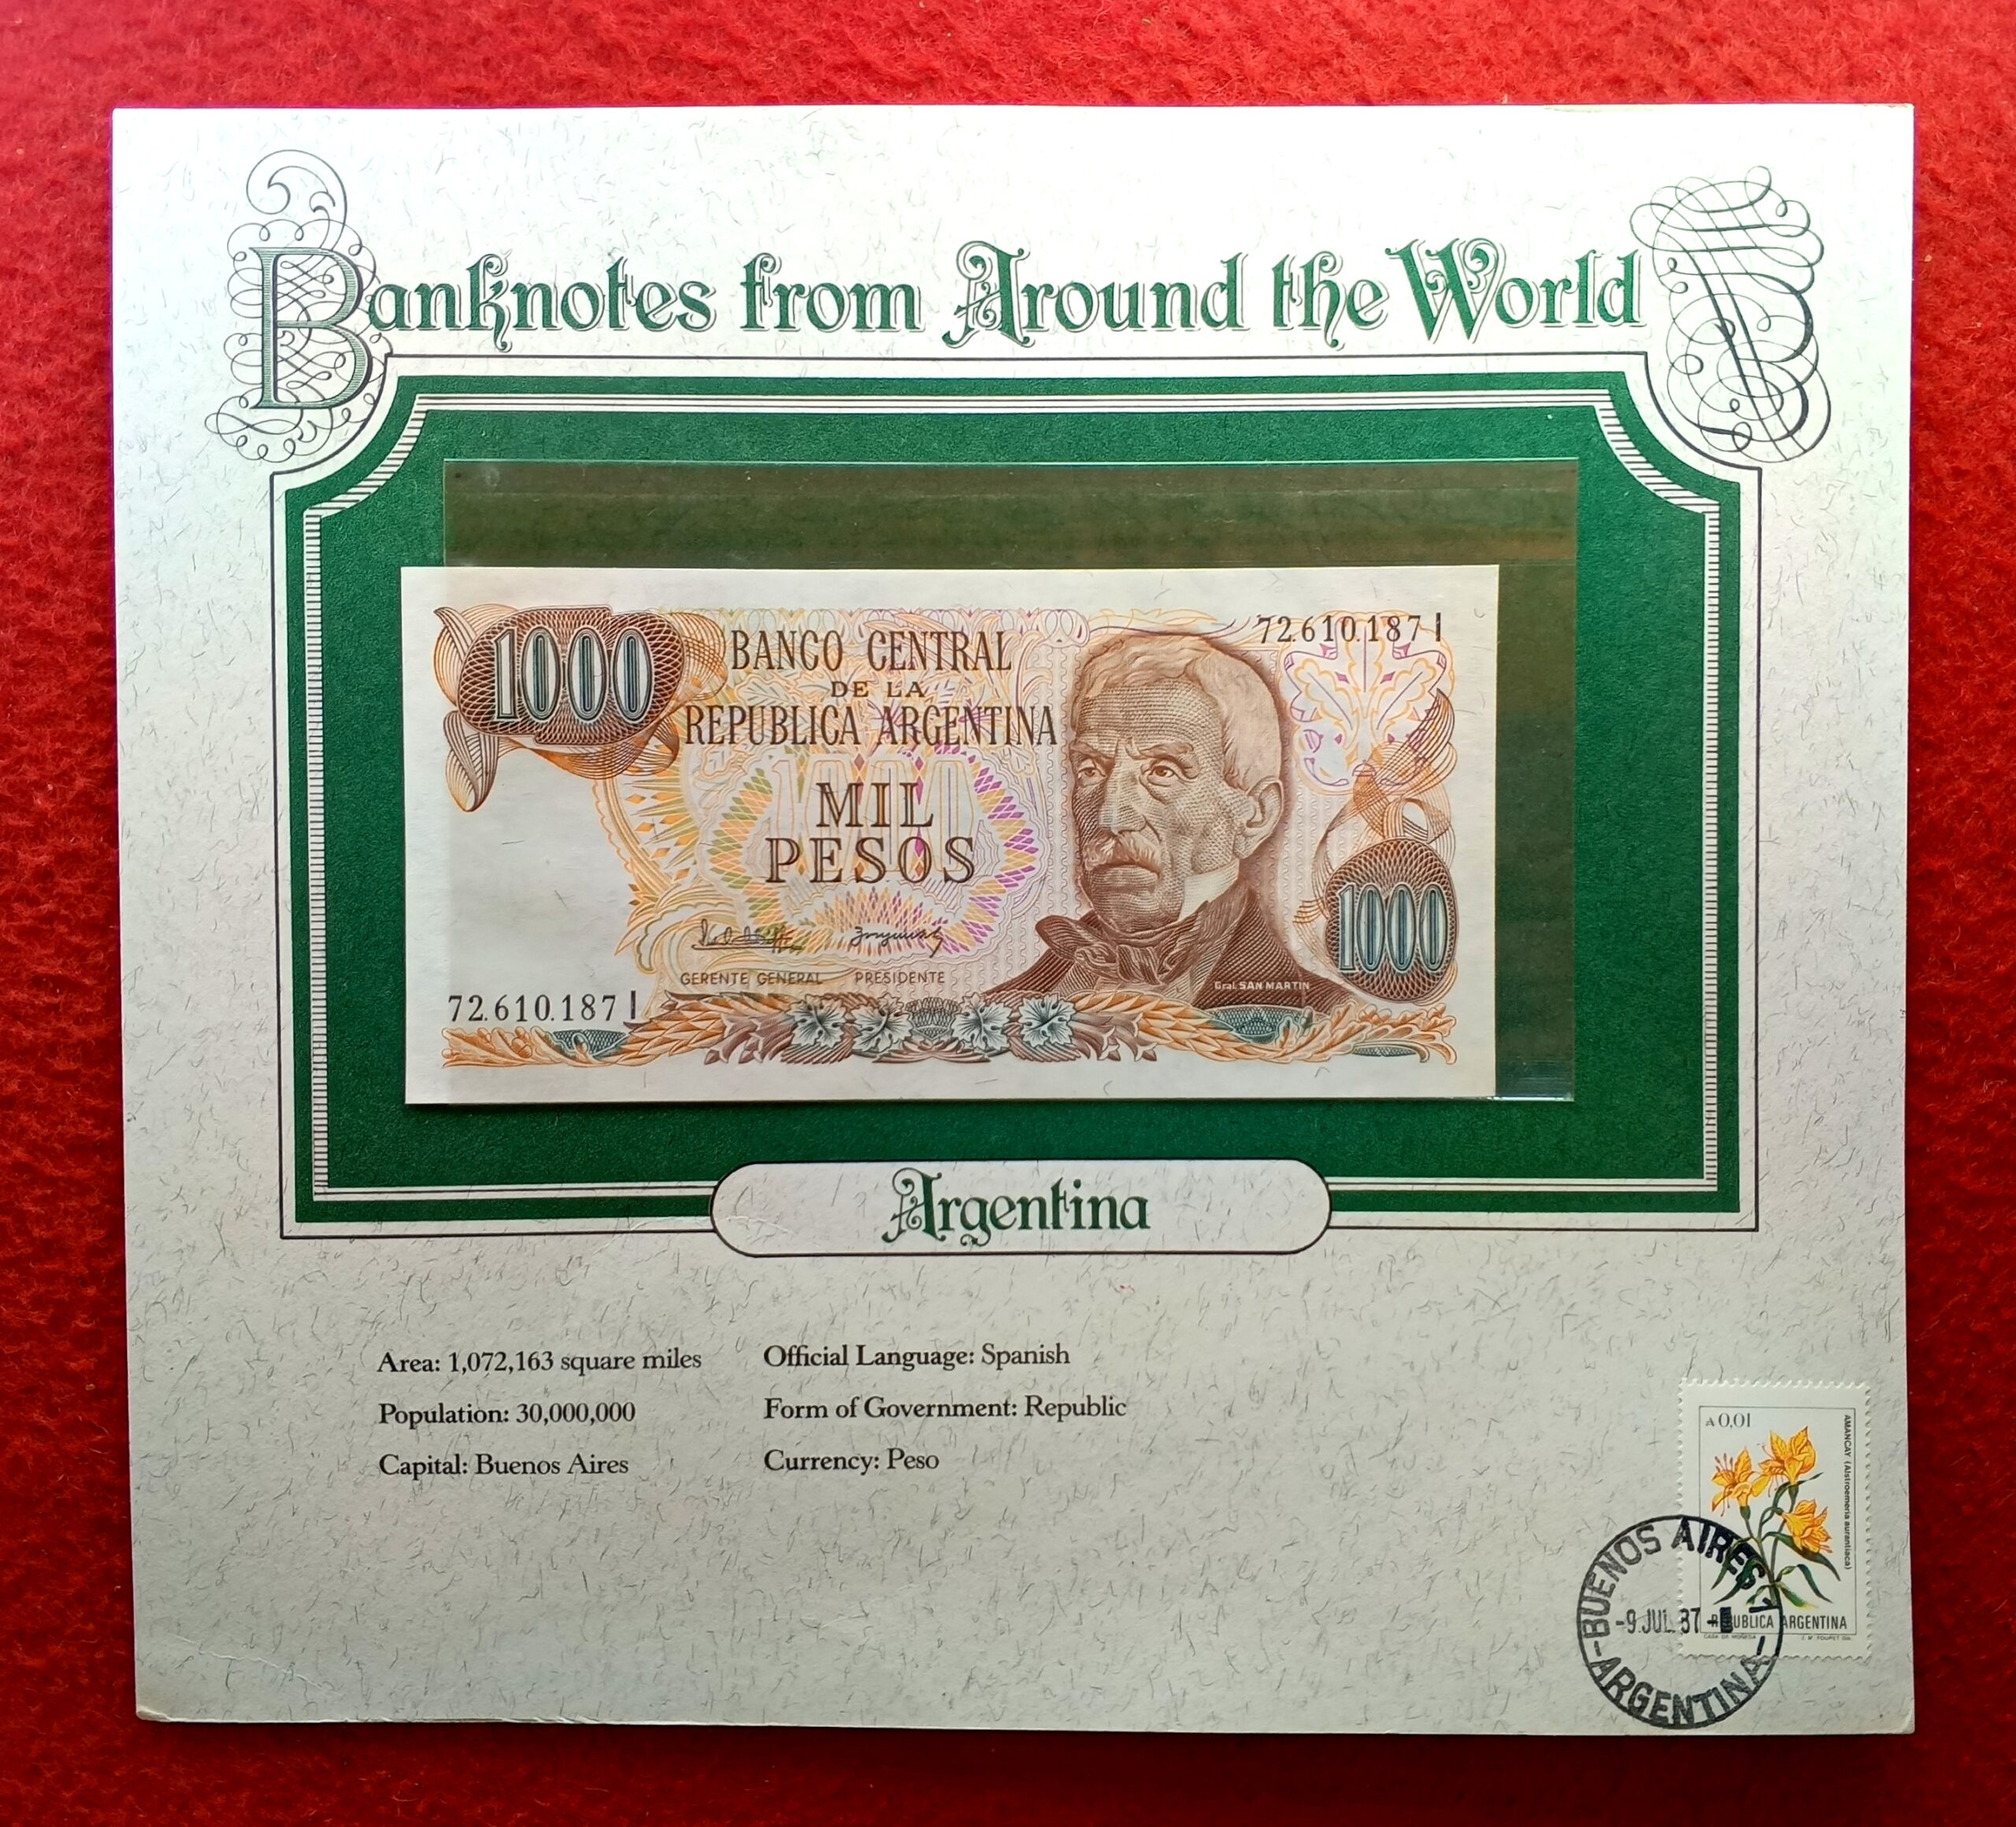 Banknotes from Around the World
1000
BANCO CENTRAL
DE LA
REPUBLICA ARGENTINA
72.610.187 I
MIL
PESOS
1000
GERENTE GENERAL PRESIDENTE
Gral. SAN MARTIN
72.610.187 I
Argentina
Area: 1,072,163 square miles
Population: 30,000,000
Capital: Buenos Aires
Official Language: Spanish
Form of Government: Republic
Currency: Peso
A 0,01
AMANCAY (Alstroemeria aurantiaca)
REPUBLICA ARGENTINA
BUENOS AIRES
-9 JUL. 87
-ARGENTINA-